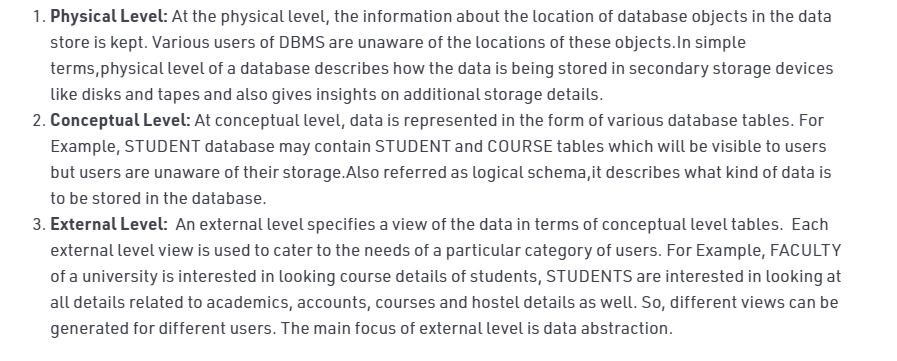 1. Physical Level: At the physical level, the information about the location of database objects in the data
store is kept. Various users of DBMS are unaware of the locations of these objects.In simple
terms,physical level of a database describes how the data is being stored in secondary storage devices
like disks and tapes and also gives insights on additional storage details.
2. Conceptual Level: At conceptual level, data is represented in the form of various database tables. For
Example, STUDENT database may contain STUDENT and COURSE tables which will be visible to users
but users are unaware of their storage.Also referred as logical schema,it describes what kind of data is
to be stored in the database.
3. External Level:  An external level specifies a view of the data in terms of conceptual level tables.  Each
external level view is used to cater to the needs of a particular category of users. For Example, FACULTY
of a university is interested in looking course details of students, STUDENTS are interested in looking at
all details related to academics, accounts, courses and hostel details as well. So, different views can be
generated for different users. The main focus of external level is data abstraction.